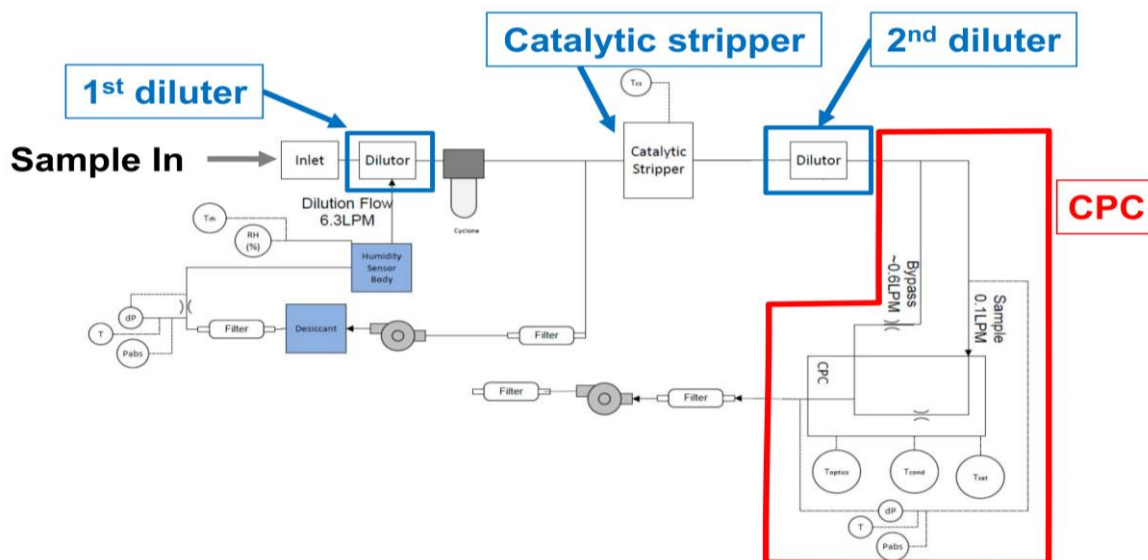 Catalytic stripper
2nd diluter
1st diluter
Sample In
Inlet
Dilutor
Dilution Flow
6.3LPM
Cyclone
Tcs
Catalytic
Stripper
Dilutor
CPC
Trh
RH
(%)
Humidity
Sensor
Body
dP
T
Pabs
Filter
Desiccant
Filter
Bypass
~0.6LPM
Sample
0.1LPM
CPC
Filter
Filter
Toptics
Tcond
Tsat
dP
T
Pabs